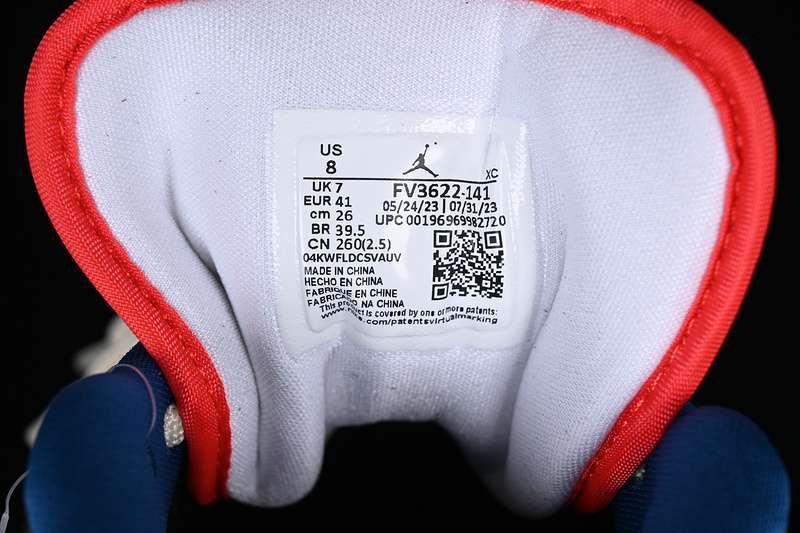 US
8
XC
UK 7
EUR 41
cm 26
BR 39.5
CN 260(2.5)
FV3622-141
05/24/23 | 07/31/23
UPC 00196969982720
04KWFLDCSVAUV
MADE IN CHINA
HECHO EN CHINA
FABRIQUE EN CHINE
FABRICADO NA CHINA
This product is covered by one or more patents:
.com/patentsvirtualmarking